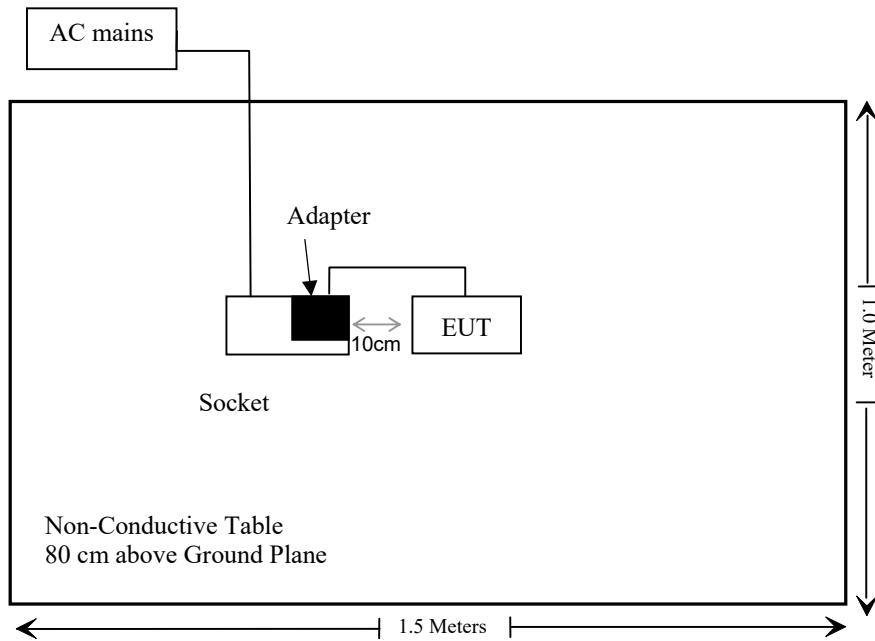 AC mains
Adapter
EUT
10cm
1.0 Meter
Socket
Non-Conductive Table
80 cm above Ground Plane
1.5 Meters